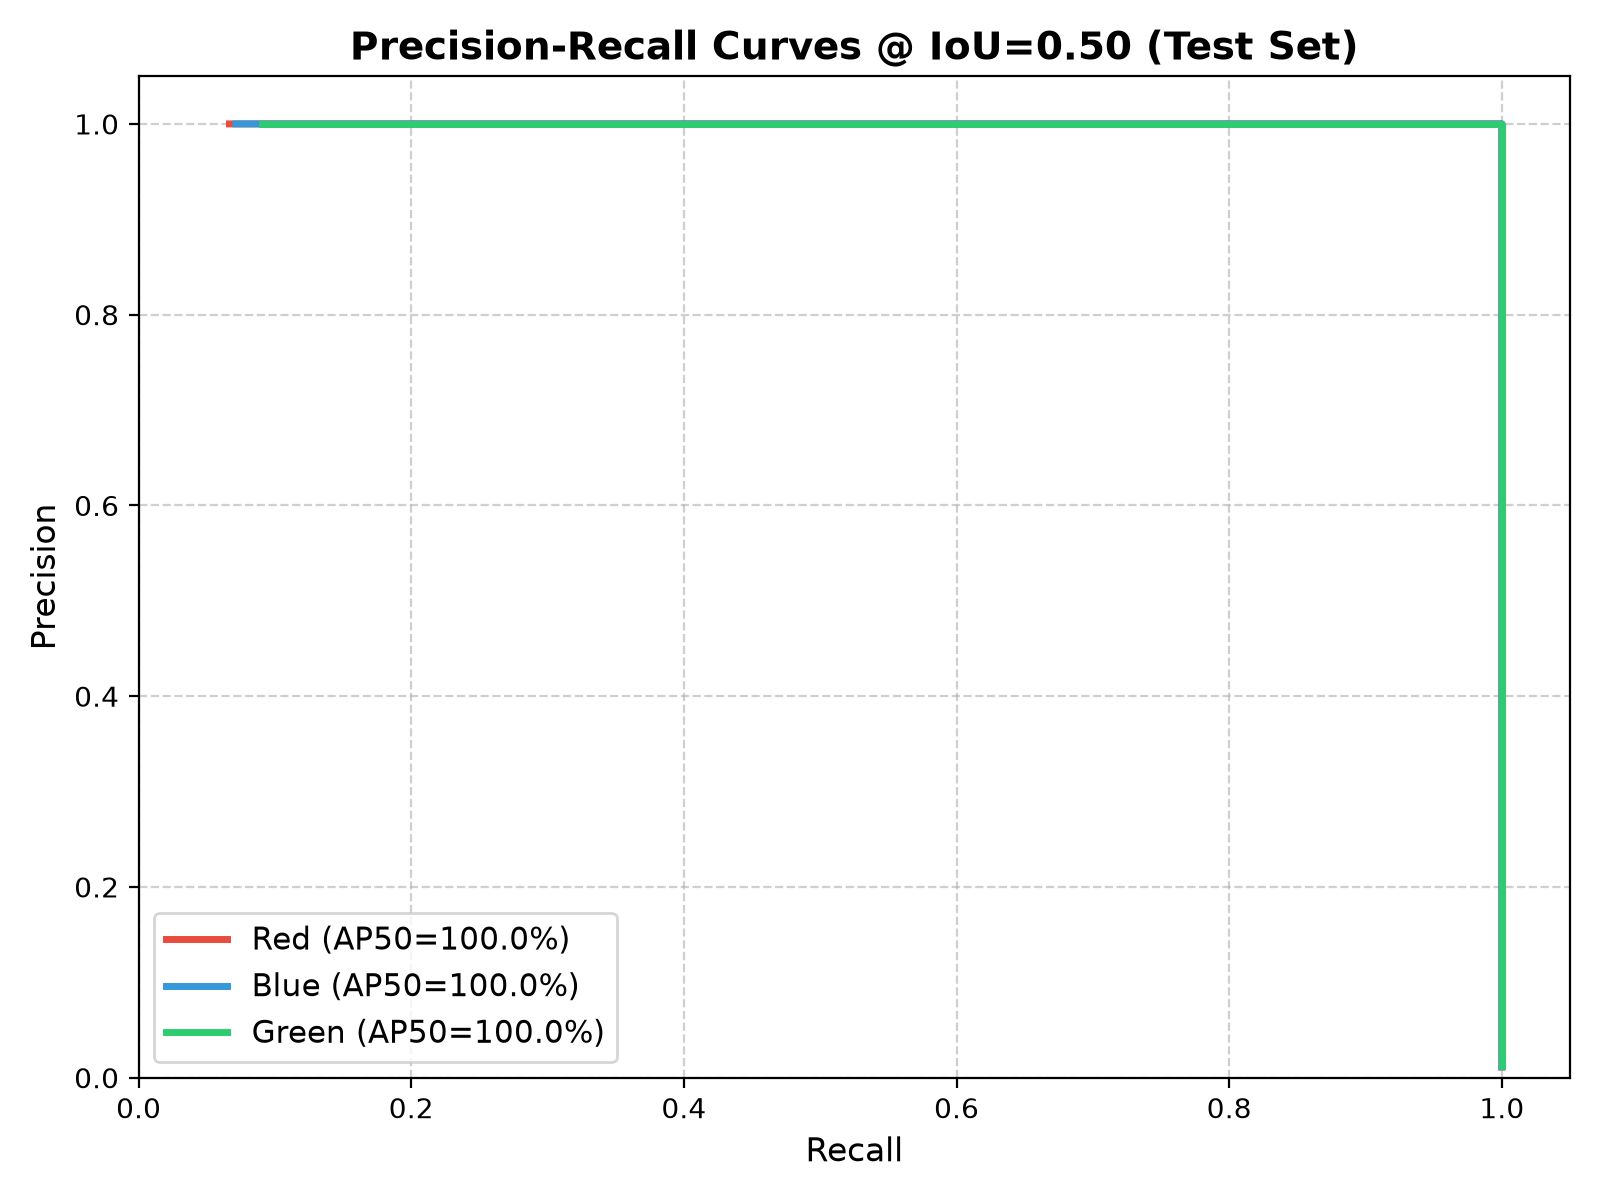 Precision-Recall Curves @ IoU=0.50 (Test Set)
1.0
0.8
0.6
0.4
0.2
0.0
Precision
Red (AP50=100.0%)
Blue (AP50=100.0%)
Green (AP50=100.0%)
0.0 0.2 0.4 0.6 0.8 1.0
Recall